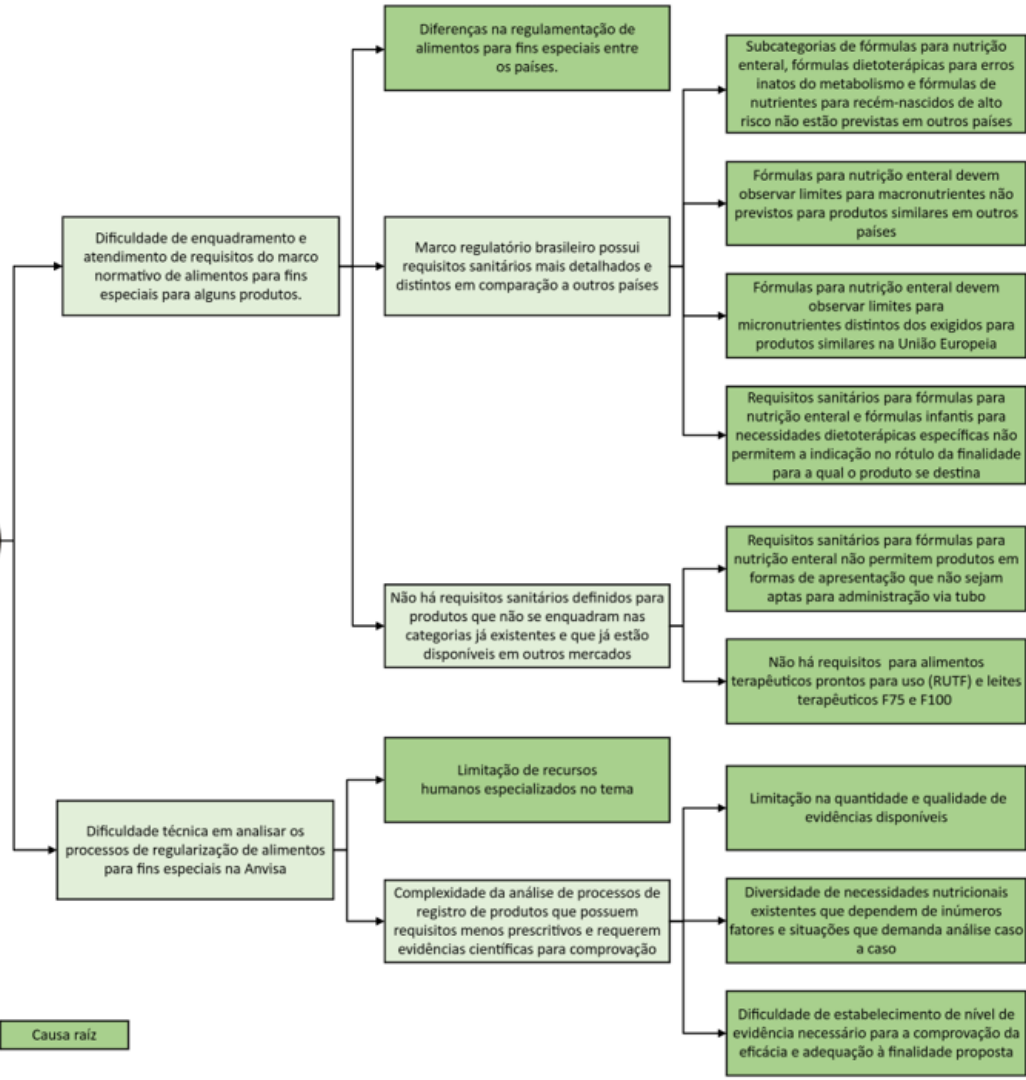 Diferenças na regulamentação de
alimentos para fins especiais entre
os países.
Subcategorias de fórmulas para nutrição
enteral, fórmulas dietoterápicas para erros
inatos do metabolismo e fórmulas de
nutrientes para recém-nascidos de alto
risco não estão previstas em outros países
Fórmulas para nutrição enteral devem
observar limites para macronutrientes não
previstos para produtos similares em outros
países
Dificuldade de enquadramento e
atendimento de requisitos do marco
normativo de alimentos para fins
especiais para alguns produtos.
Marco regulatório brasileiro possui
requisitos sanitários mais detalhados e
distintos em comparação a outros países
Fórmulas para nutrição enteral devem
observar limites para
micronutrientes distintos dos exigidos para
produtos similares na União Europeia
Requisitos sanitários para fórmulas para
nutrição enteral e fórmulas infantis para
necessidades dietoterápicas específicas não
permitem a indicação no rótulo da finalidade
para a qual o produto se destina
Requisitos sanitários para fórmulas para
nutrição enteral não permitem produtos em
formas de apresentação que não sejam
aptas para administração via tubo
Não há requisitos sanitários definidos para
produtos que não se enquadram nas
categorias já existentes e que já estão
disponíveis em outros mercados
Não há requisitos para alimentos
terapêuticos prontos para uso (RUTF) e leites
terapêuticos F75 e F100
Limitação de recursos
humanos especializados no tema
Limitação na quantidade e qualidade de
evidências disponíveis
Dificuldade técnica em analisar os
processos de regularização de alimentos
para fins especiais na Anvisa
Complexidade da análise de processos de
registro de produtos que possuem
requisitos menos prescritivos e requerem
evidências científicas para comprovação
Diversidade de necessidades nutricionais
existentes que dependem de inúmeros
fatores e situações que demanda análise caso
a caso
Dificuldade de estabelecimento de nível de
evidência necessário para a comprovação da
eficácia e adequação à finalidade proposta
Causa raíz